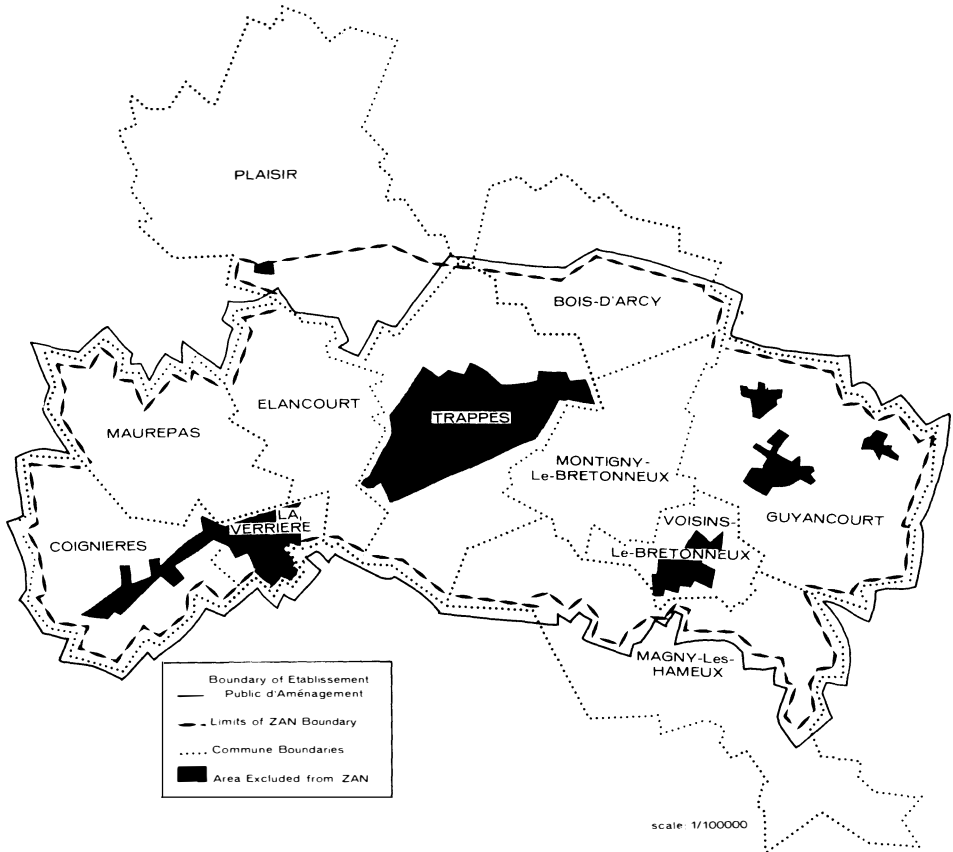 PLAISIR
BOIS-D'ARCY
ELANCOURT
TRAPPES
MAUREPAS
MONTIGNY-
Le-BRETONNEUX
LA
VERRIERE
VOISINS-
Le-BRETONNEUX
GUYANCOURT
COIGNIERES
MAGNY-Les-
HAMEUX
Boundary of Etablissement
Public d'Aménagement
Limits of ZAN Boundary
Commune Boundaries
Area Excluded from ZAN
scale: 1/100000